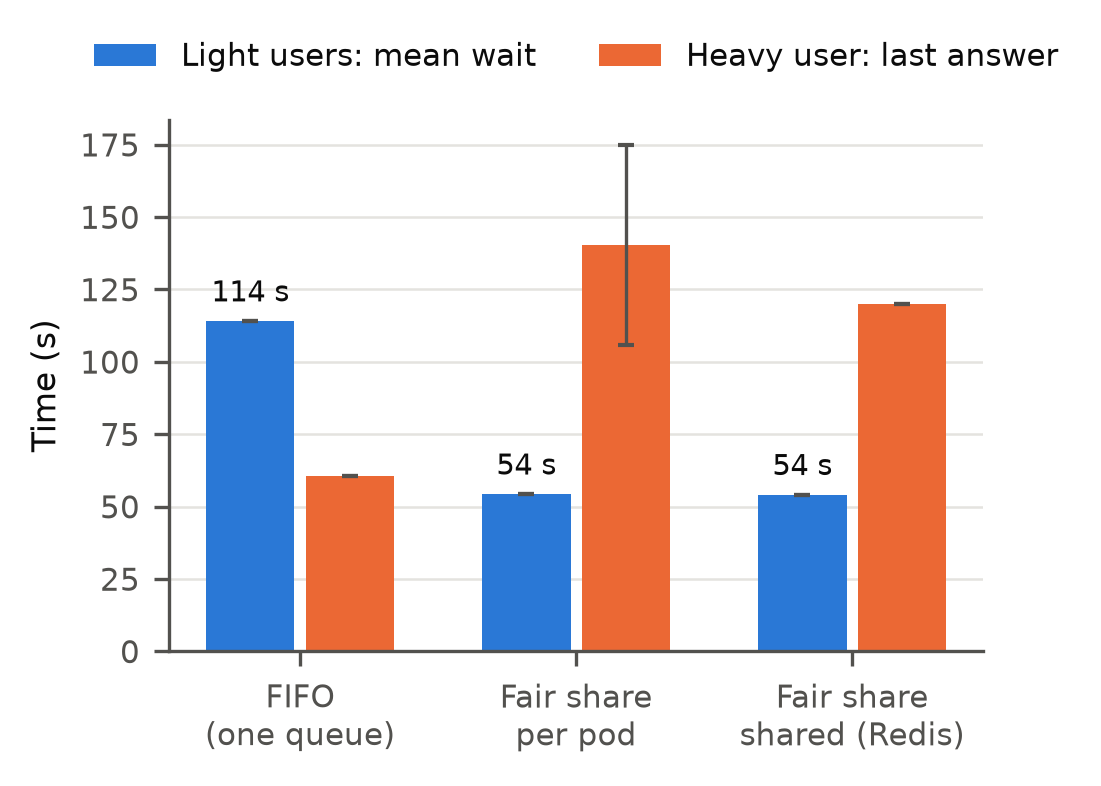 Light users: mean wait
Heavy user: last answer
Time (s)
175
150
125
100
75
50
25
0
114 s
54 s
54 s
FIFO
(one queue)
Fair share
per pod
Fair share
shared (Redis)